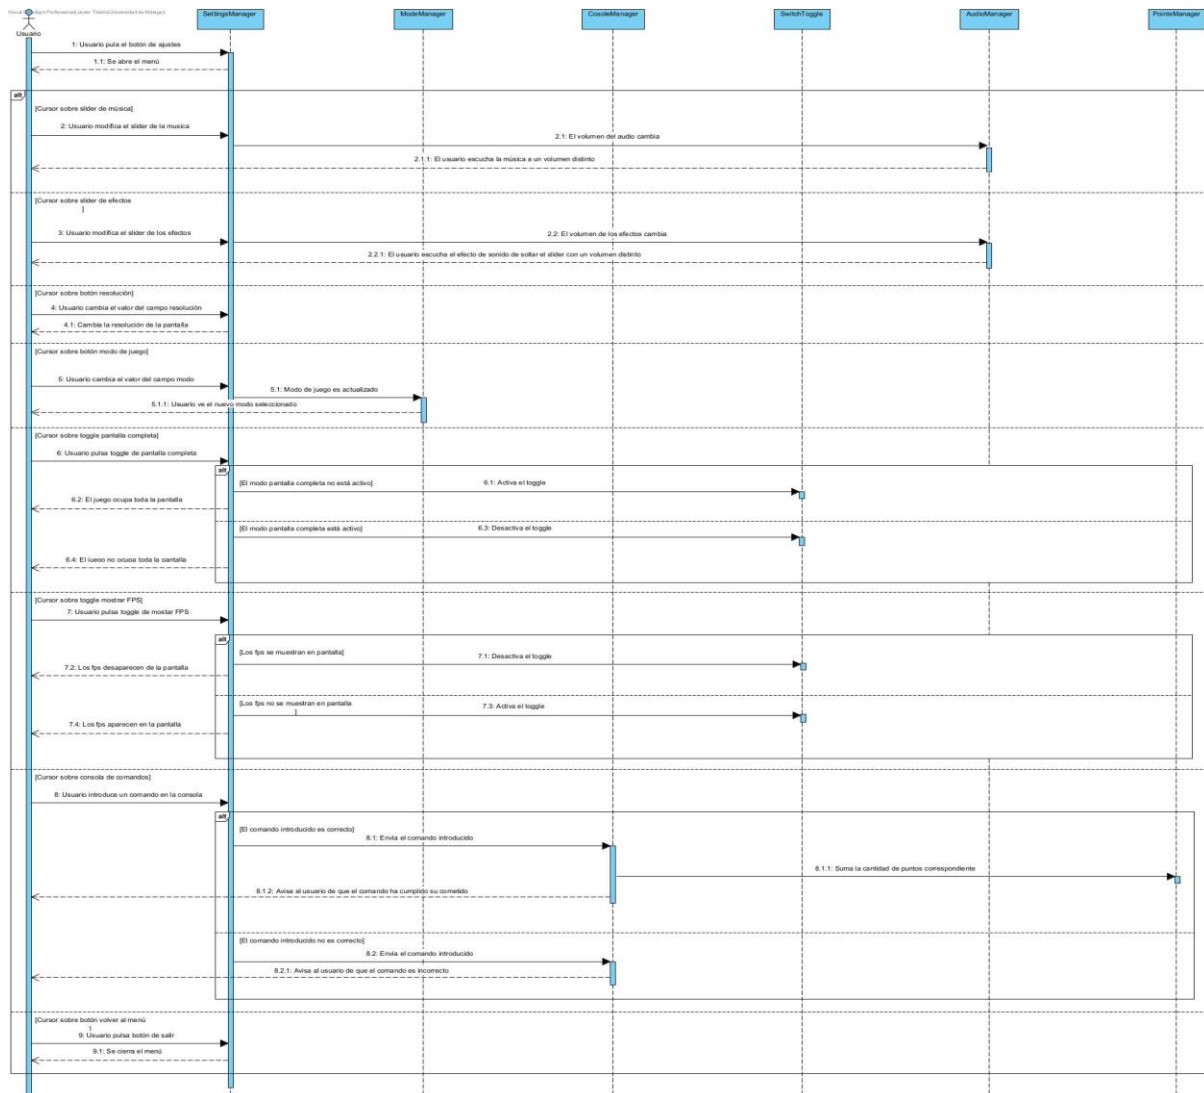 Usuario
SettingsManager
ModeManager
CosoleManager
SwitchToggle
AudioManager
PointsManager
1: Usuario pula el botón de ajustes
1.1: Se abre el menú
alt
[Cursor sobre slider de música]
2: Usuario modifica el slider de la musica
2.1: El volumen del audio cambia
2.1.1: El usuario escucha la música a un volumen distinto
[Cursor sobre slider de efectos
]
3: Usuario modifica el slider de los efectos
2.2: El volumen de los efectos cambia
2.2.1: El usuario escucha el efecto de sonido de soltar el slider con un volumen distinto
[Cursor sobre botón resolución]
4: Usuario cambia el valor del campo resolución
4.1: Cambia la resolución de la pantalla
[Cursor sobre botón modo de juego]
5: Usuario cambia el valor del campo modo
5.1: Modo de juego es actualizado
5.1.1: Usuario ve el nuevo modo seleccionado
[Cursor sobre toggle pantalla completa]
6: Usuario pulsa toggle de pantalla completa
alt
[El modo pantalla completa no está activo]
6.1: Activa el toggle
6.2: El juego ocupa toda la pantalla
[El modo pantalla completa está activo]
6.3: Desactiva el toggle
6.4: El juego no ocupa toda la pantalla
[Cursor sobre toggle mostrar FPS]
7: Usuario pulsa toggle de mostar FPS
alt
[Los fps se muestran en pantalla]
7.1: Desactiva el toggle
7.2: Los fps desaparecen de la pantalla
[Los fps no se muestran en pantalla
]
7.3: Activa el toggle
7.4: Los fps aparecen en la pantalla
[Cursor sobre consola de comandos]
8: Usuario introduce un comando en la consola
alt
[El comando introducido es correcto]
8.1: Envia el comando introducido
8.1.1: Suma la cantidad de puntos correspondiente
8.1.2: Avisa al usuario de que el comando ha cumplido su cometido
[El comando introducido no es correcto]
8.2: Envia el comando introducido
8.2.1: Avisa al usuario de que el comando es incorrecto
[Cursor sobre botón volver al menú
]
9: Usuario pulsa botón de salir
9.1: Se cierra el menú